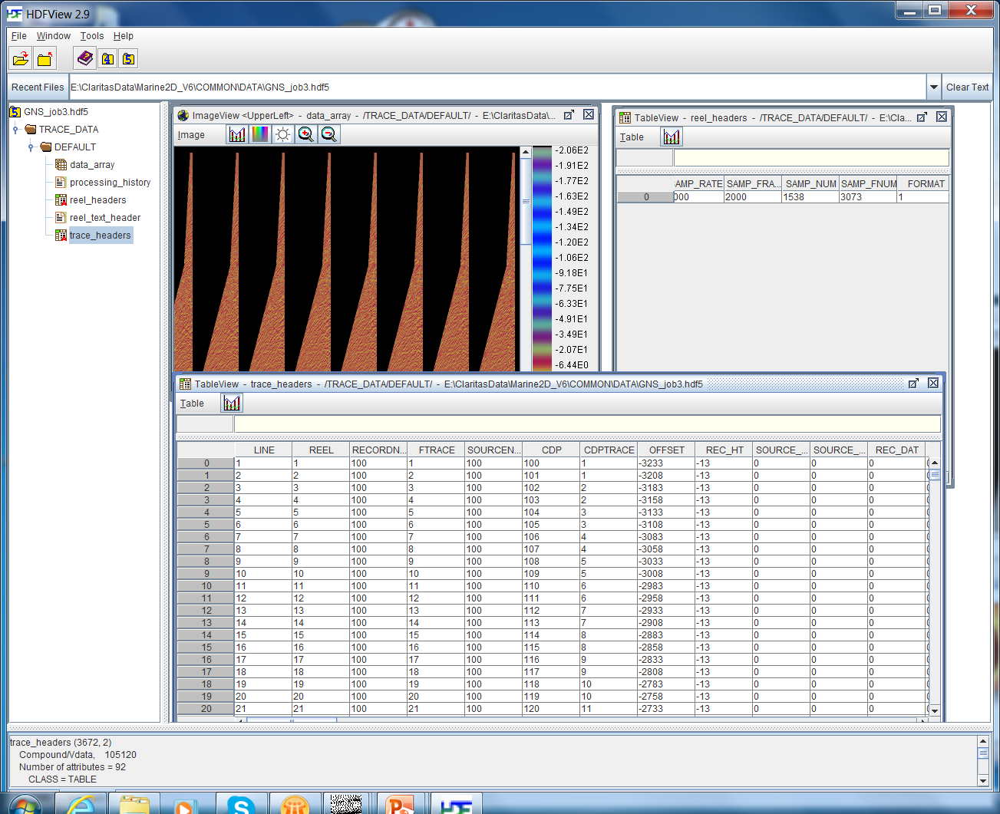 HDFView 2.9
File Window Tools Help
Recent Files E:\ClaritasData\Marine2D_V6\COMMON\DATA\GNS_job3.hdf5 Clear Text
GNS_job3.hdf5
TRACE_DATA
DEFAULT
data_array
processing_history
reel_headers
reel_text_header
trace_headers
ImageView <UpperLeft> - data_array - /TRACE_DATA/DEFAULT/ - E:\ClaritasData\...
Image
-2.06E2
-1.91E2
-1.77E2
-1.63E2
-1.49E2
-1.34E2
-1.20E2
-1.06E2
-9.18E1
-7.75E1
-6.33E1
-4.91E1
-3.49E1
-2.07E1
-6.44E0
TableView - reel_headers - /TRACE_DATA/DEFAULT/ - E:\Cla...
Table
AMP_RATE SAMP_FRA... SAMP_NUM SAMP_FNUM FORMAT
0 000 2000 1538 3073 1
TableView - trace_headers - /TRACE_DATA/DEFAULT/ - E:\ClaritasData\Marine2D_V6\COMMON\DATA\GNS_job3.hdf5
Table
LINE REEL RECORDN... FTRACE SOURCEN... CDP CDPTRACE OFFSET REC_HT SOURCE_... SOURCE_... REC_DAT
0 1 1 100 1 100 100 1 -3233 -13 0 0 0
1 2 2 100 2 100 101 1 -3208 -13 0 0 0
2 3 3 100 3 100 102 2 -3183 -13 0 0 0
3 4 4 100 4 100 103 2 -3158 -13 0 0 0
4 5 5 100 5 100 104 3 -3133 -13 0 0 0
5 6 6 100 6 100 105 3 -3108 -13 0 0 0
6 7 7 100 7 100 106 4 -3083 -13 0 0 0
7 8 8 100 8 100 107 4 -3058 -13 0 0 0
8 9 9 100 9 100 108 5 -3033 -13 0 0 0
9 10 10 100 10 100 109 5 -3008 -13 0 0 0
10 11 11 100 11 100 110 6 -2983 -13 0 0 0
11 12 12 100 12 100 111 6 -2958 -13 0 0 0
12 13 13 100 13 100 112 7 -2933 -13 0 0 0
13 14 14 100 14 100 113 7 -2908 -13 0 0 0
14 15 15 100 15 100 114 8 -2883 -13 0 0 0
15 16 16 100 16 100 115 8 -2858 -13 0 0 0
16 17 17 100 17 100 116 9 -2833 -13 0 0 0
17 18 18 100 18 100 117 9 -2808 -13 0 0 0
18 19 19 100 19 100 118 10 -2783 -13 0 0 0
19 20 20 100 20 100 119 10 -2758 -13 0 0 0
20 21 21 100 21 100 120 11 -2733 -13 0 0 0
trace_headers (3672, 2)
Compound/Vdata, 105120
Number of attributes = 92
CLASS = TABLE